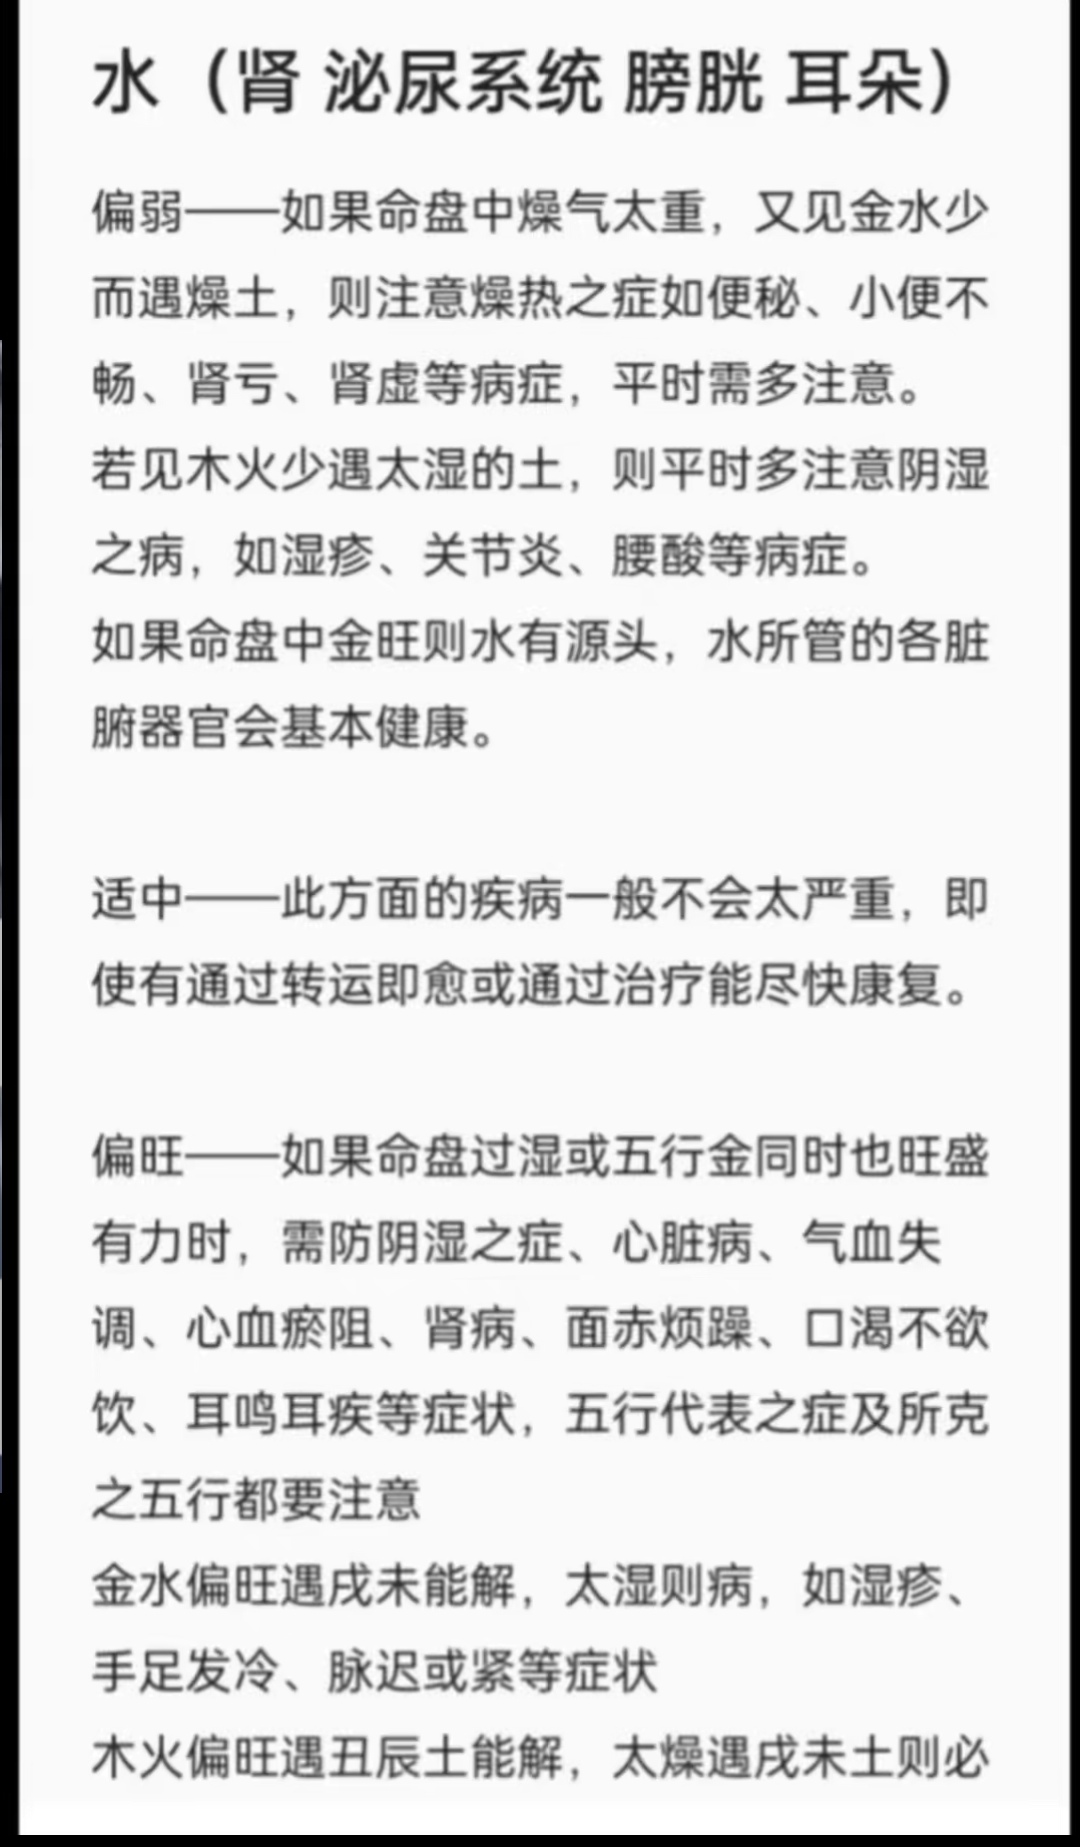 水（肾 泌尿系统 膀胱 耳朵）
偏弱——如果命盘中燥气太重，又见金水少
而遇燥土，则注意燥热之症如便秘、小便不
畅、肾亏、肾虚等病症，平时需多注意。
若见木火少遇太湿的土，则平时多注意阴湿
之病，如湿疹、关节炎、腰酸等病症。
如果命盘中金旺则水有源头，水所管的各脏
腑器官会基本健康。
适中——此方面的疾病一般不会太严重，即
使有通过转运即愈或通过治疗能尽快康复。
偏旺——如果命盘过湿或五行金同时也旺盛
有力时，需防阴湿之症、心脏病、气血失
调、心血瘀阻、肾病、面赤烦躁、口渴不欲
饮、耳鸣耳疾等症状，五行代表之症及所克
之五行都要注意
金水偏旺遇戌未能解，太湿则病，如湿疹、
手足发冷、脉迟或紧等症状
木火偏旺遇丑辰土能解，太燥遇戌未土则必